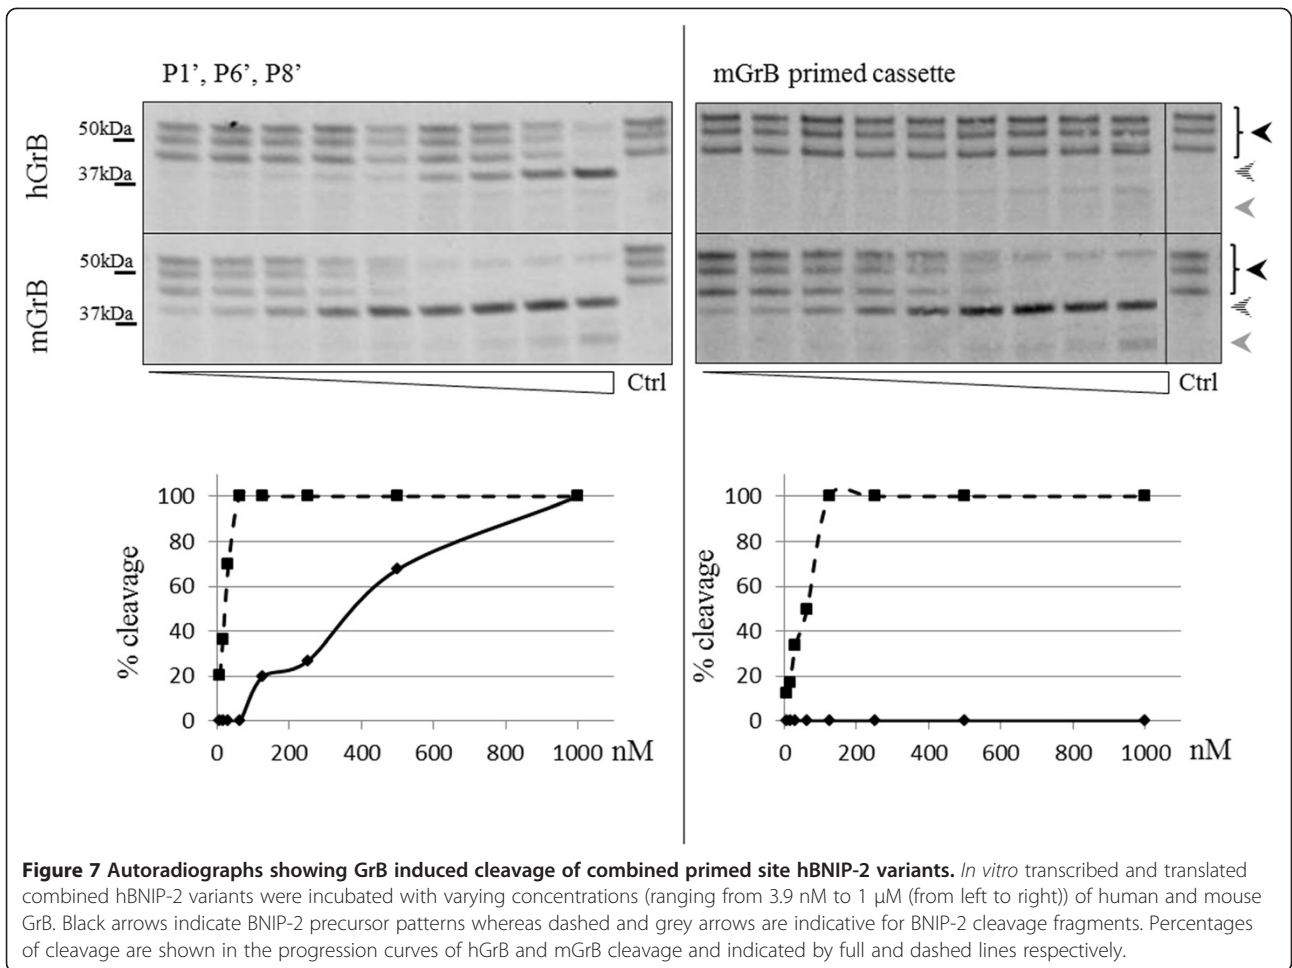 P1’, P6’, P8’
mGrB primed cassette
hGrB
50kDa
37kDa
mGrB
50kDa
37kDa
Ctrl
Ctrl
% cleavage
100
80
60
40
20
0
0 200 400 600 800 1000 nM
% cleavage
100
80
60
40
20
0
0 200 400 600 800 1000 nM
Figure 7 Autoradiographs showing GrB induced cleavage of combined primed site hBNIP-2 variants. In vitro transcribed and translated
combined hBNIP-2 variants were incubated with varying concentrations (ranging from 3.9 nM to 1 μM (from left to right)) of human and mouse
GrB. Black arrows indicate BNIP-2 precursor patterns whereas dashed and grey arrows are indicative for BNIP-2 cleavage fragments. Percentages
of cleavage are shown in the progression curves of hGrB and mGrB cleavage and indicated by full and dashed lines respectively.